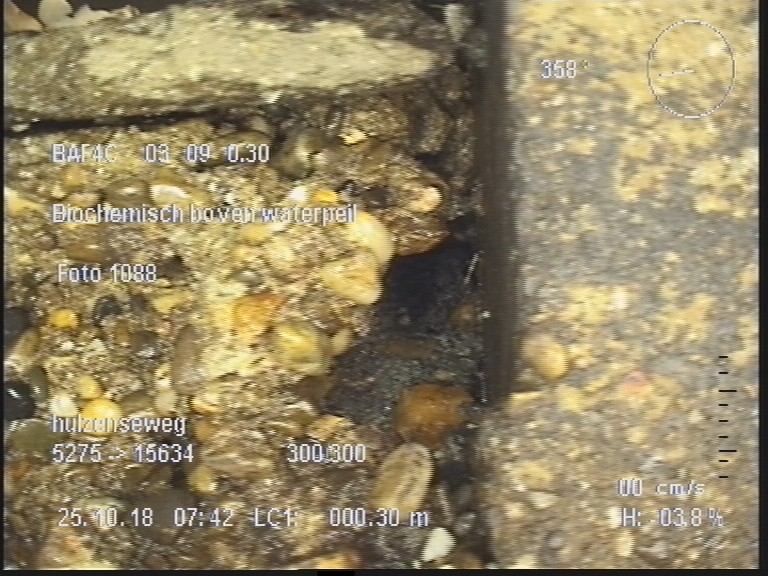 358°
BAF4C 03 09 0.30
Biochemisch boven waterpeil
Foto 1088
hulzenseweg
5275 -> 15634 300/300
00 cm/s
25.10.18 07:42 LC1: 000.30 m H: -03.8 %